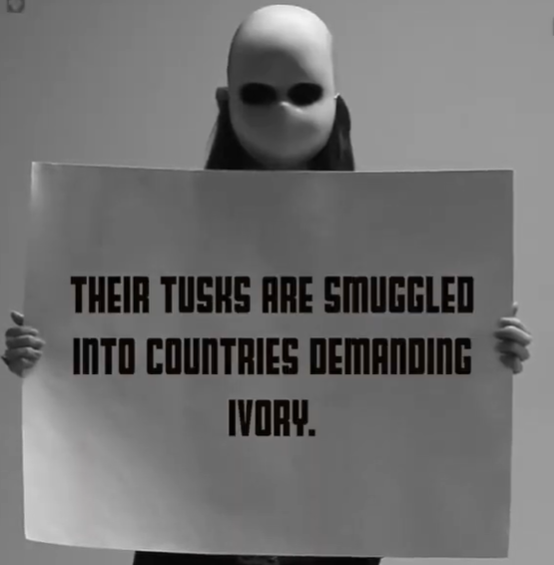 THEIR TUSKS ARE SMUGGLED
INTO COUNTRIES DEMANDING
IVORY.